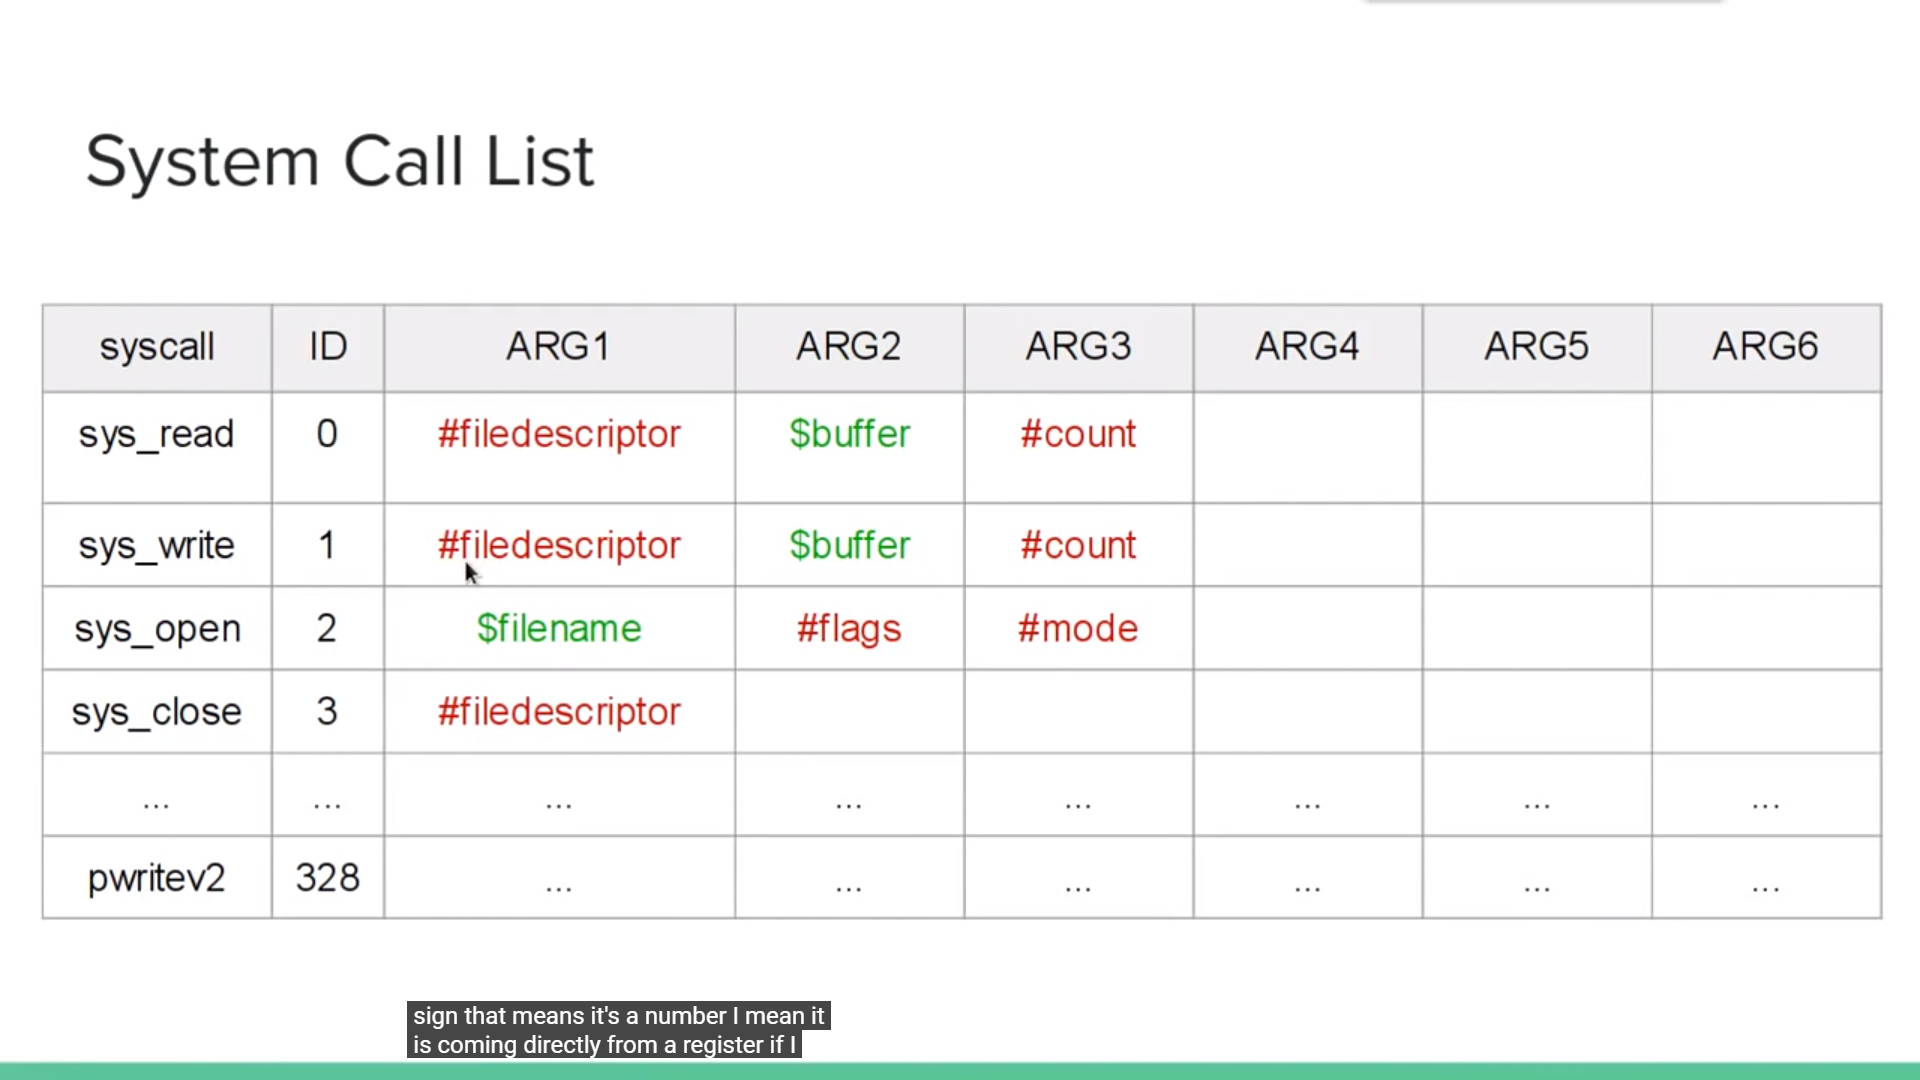 System Call List
syscall ID ARG1 ARG2 ARG3 ARG4 ARG5 ARG6
sys_read 0 #filedescriptor $buffer #count
sys_write 1 #filedescriptor $buffer #count
sys_open 2 $filename #flags #mode
sys_close 3 #filedescriptor
... ... ... ... ... ... ... ...
pwritev2 328 ... ... ... ... ... ...
sign that means it's a number I mean it
is coming directly from a register if I